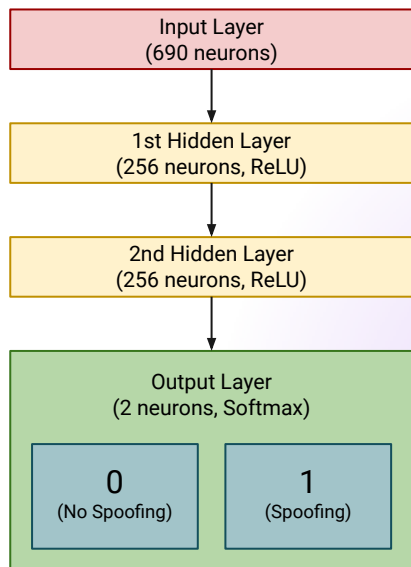 Input Layer
(690 neurons)
1st Hidden Layer
(256 neurons, ReLU)
2nd Hidden Layer
(256 neurons, ReLU)
Output Layer
(2 neurons, Softmax)
0
(No Spoofing)
1
(Spoofing)